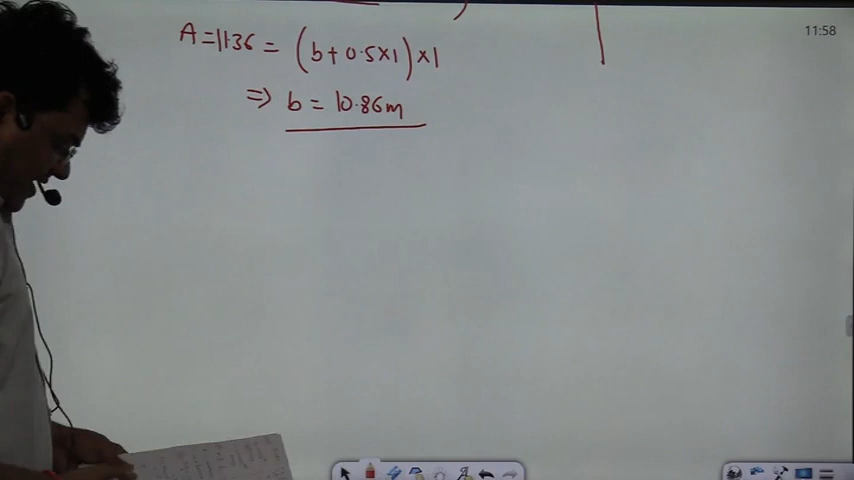 11:58
A = 11.36 = (b + 0.5×1) × 1
⇒ b = 10.86m